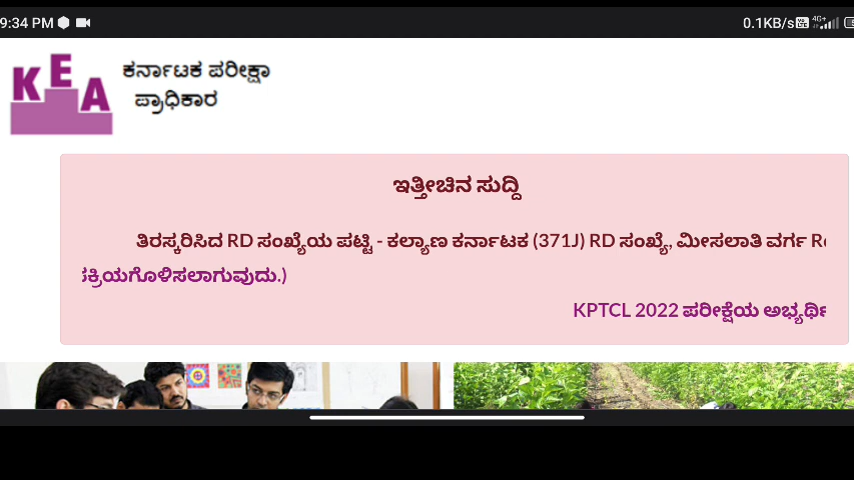 9:34 PM
0.1KB/s 4G+
KEA
ಕರ್ನಾಟಕ ಪರೀಕ್ಷಾ
ಪ್ರಾಧಿಕಾರ
ಇತ್ತೀಚಿನ ಸುದ್ದಿ
ತಿರಸ್ಕರಿಸಿದ RD ಸಂಖ್ಯೆಯ ಪಟ್ಟಿ - ಕಲ್ಯಾಣ ಕರ್ನಾಟಕ (371J) RD ಸಂಖ್ಯೆ, ಮೀಸಲಾತಿ ವರ್ಗ
ಕ್ರಿಯಗೊಳಿಸಲಾಗುವುದು.)
KPTCL 2022 ಪರೀಕ್ಷೆಯ